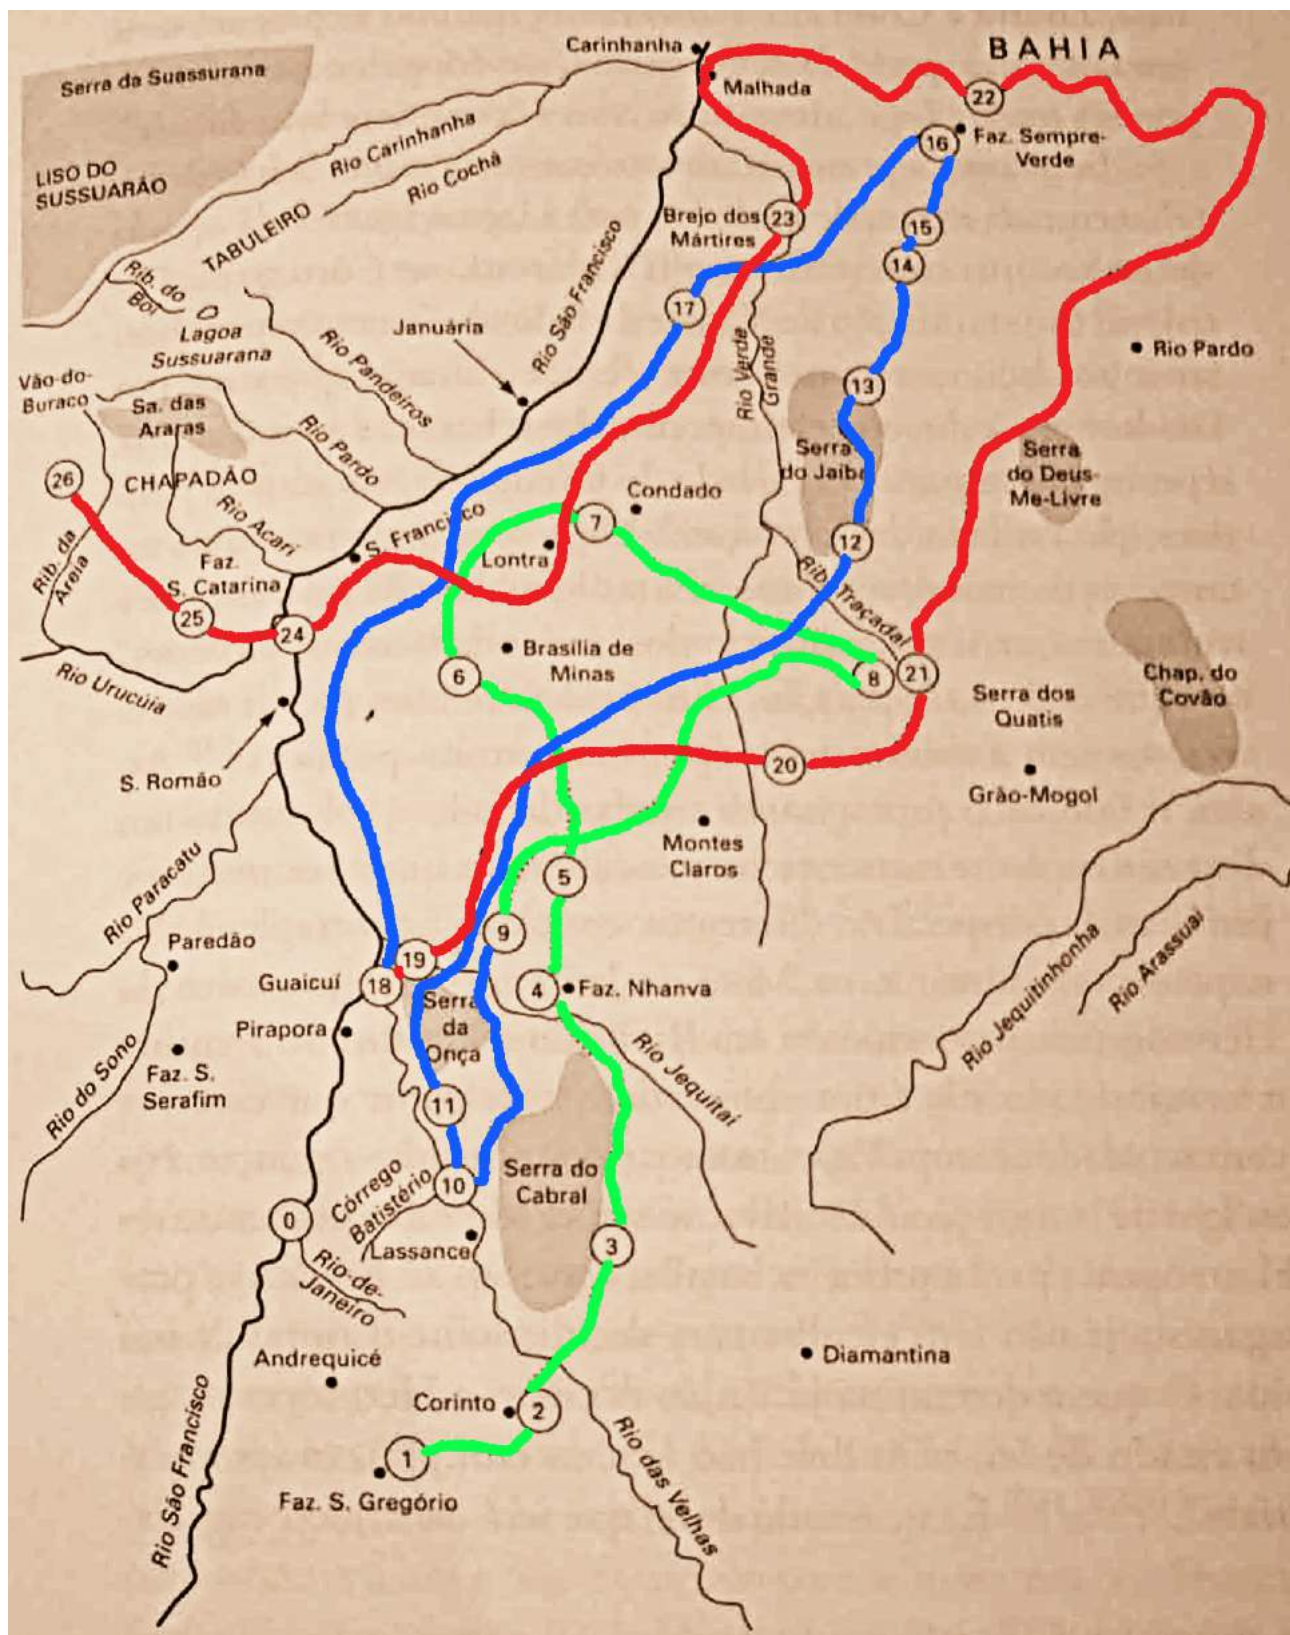 Carinhanha
BAHIA
Malhada
Serra da Suassurana
22
Rio Carinhanha
16
Faz. Sempre-
Verde
LISO DO
SUSSUARÃO
Rio Cochá
TABULEIRO
Brejo dos
Mártires
23
15
14
Rib. do
Boi
Lagoa
Sussuarana
Januária
Rio São Francisco
17
Rio Pandeiros
Rio Verde
Grande
Rio Pardo
Vão-do-
Buraco
Sa. das
Araras
13
Rio Pardo
Serra
do Jaíba
Serra
do Deus-
Me-Livre
26
CHAPADÃO
Rio Acari
Condado
7
S. Francisco
Lontra
12
Rib. da
Areia
Faz.
S. Catarina
25
24
Rib. Traçadal
Brasília de
Minas
6
8
21
Rio Urucúia
Serra dos
Quatis
Chap. do
Covão
S. Romão
20
Grão-Mogol
Montes
Claros
Rio Paracatu
5
Paredão
9
Rio Arassuaí
Rio Jequitinhonha
Guaicuí
18
19
4
Faz. Nhanva
Serra
da
Onça
Pirapora
Rio do Sono
Faz. S.
Serafim
Rio Jequitaí
11
Córrego
Batistério
10
Serra do
Cabral
0
Lassance
3
Rio-de-
Janeiro
Andrequicé
Diamantina
Corinto
2
1
Rio São Francisco
Rio das Velhas
Faz. S. Gregório